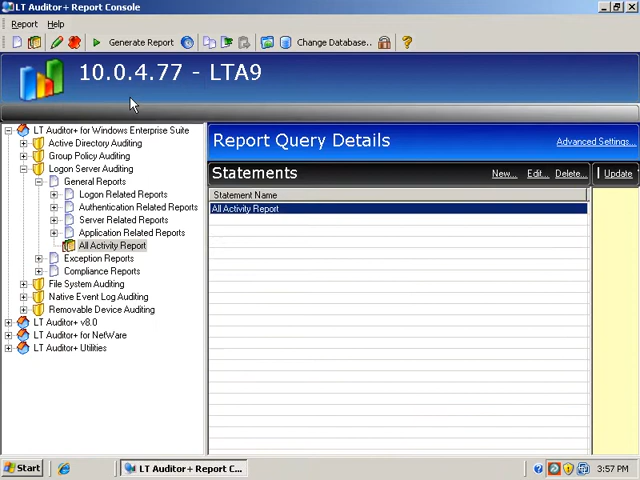 LT Auditor+ Report Console
Report Help
Generate Report
Change Database..
10.0.4.77 - LTA9
LT Auditor+ for Windows Enterprise Suite
Active Directory Auditing
Group Policy Auditing
Logon Server Auditing
General Reports
Logon Related Reports
Authentication Related Reports
Server Related Reports
Application Related Reports
All Activity Report
Exception Reports
Compliance Reports
File System Auditing
Native Event Log Auditing
Removable Device Auditing
LT Auditor+ v8.0
LT Auditor+ for NetWare
LT Auditor+ Utilities
Report Query Details
Advanced Settings...
Statements
New... Edit... Delete...
Update
Statement Name
All Activity Report
Start
LT Auditor+ Report C...
3:57 PM